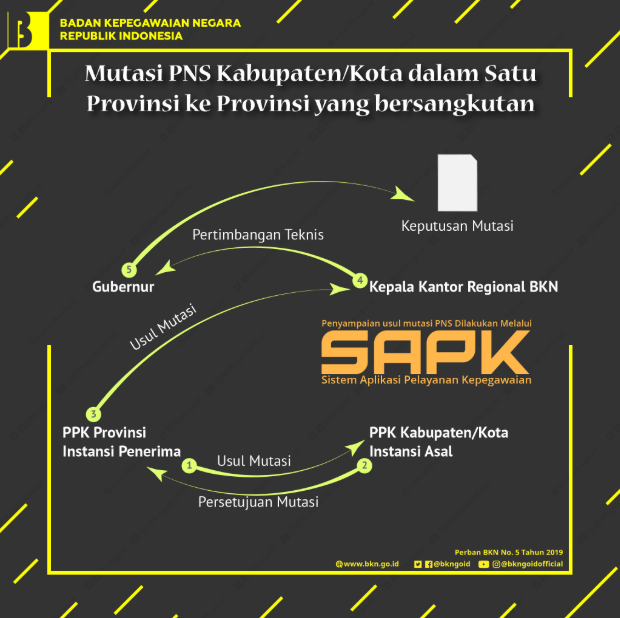 BADAN KEPEGAWAIAN NEGARA
REPUBLIK INDONESIA
Mutasi PNS Kabupaten/Kota dalam Satu
Provinsi ke Provinsi yang bersangkutan
Keputusan Mutasi
Pertimbangan Teknis
5
Gubernur
4
Kepala Kantor Regional BKN
Usul Mutasi
Penyampaian usul mutasi PNS Dilakukan Melalui
SAPK
Sistem Aplikasi Pelayanan Kepegawaian
3
PPK Provinsi
Instansi Penerima
PPK Kabupaten/Kota
Instansi Asal
1
Usul Mutasi
2
Persetujuan Mutasi
Perban BKN No. 5 Tahun 2019
www.bkn.go.id @bkngoid @bkngoidofficial